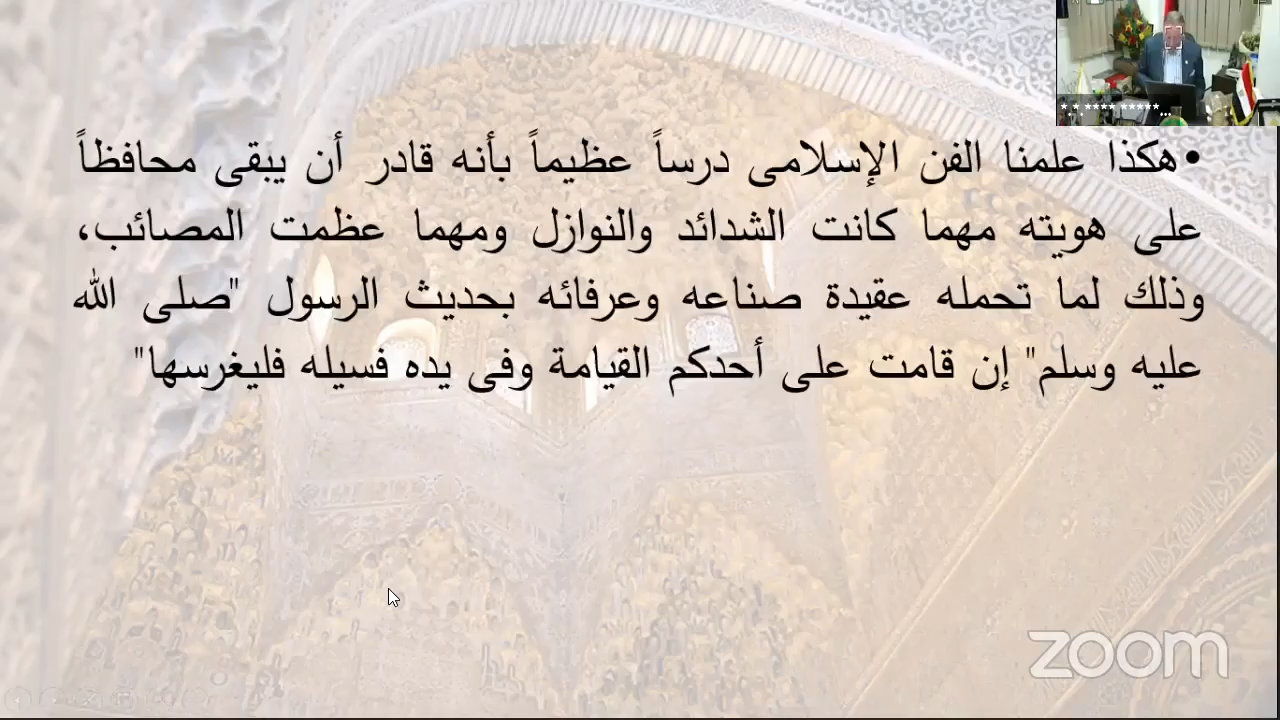 • هكذا علمنا الفن الإسلامى درساً عظيماً بأنه قادر أن يبقى محافظاً
على هويته مهما كانت الشدائد والنوازل ومهما عظمت المصائب،
وذلك لما تحمله عقيدة صناعه وعرفائه بحديث الرسول "صلى الله
عليه وسلم" إن قامت على أحدكم القيامة وفى يده فسيله فليغرسها"
zoom